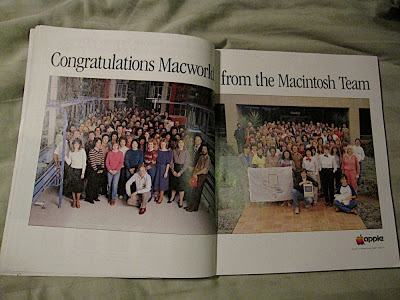 Congratulations Macworld from the Macintosh Team
apple